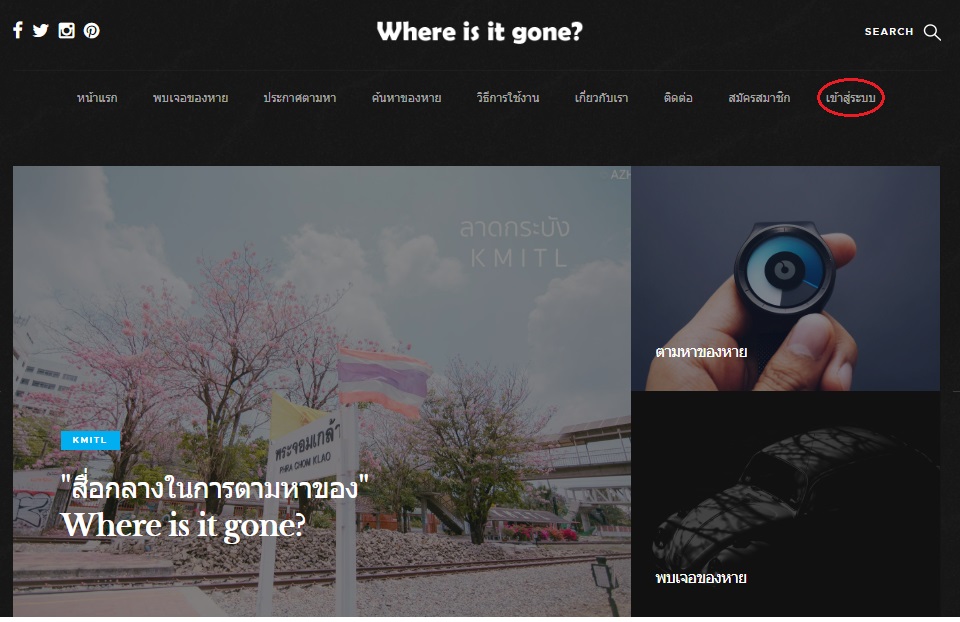 Where is it gone?
SEARCH
หน้าแรก พบเจอของหาย ประกาศตามหา ค้นหาของหาย วิธีการใช้งาน เกี่ยวกับเรา ติดต่อ สมัครสมาชิก เข้าสู่ระบบ
© AZH
ลาดกระบัง
KMITL
พระจอมเกล้า
PHRA CHOM KLAO
KMITL
"สื่อกลางในการตามหาของ"
Where is it gone?
ตามหาของหาย
พบเจอของหาย